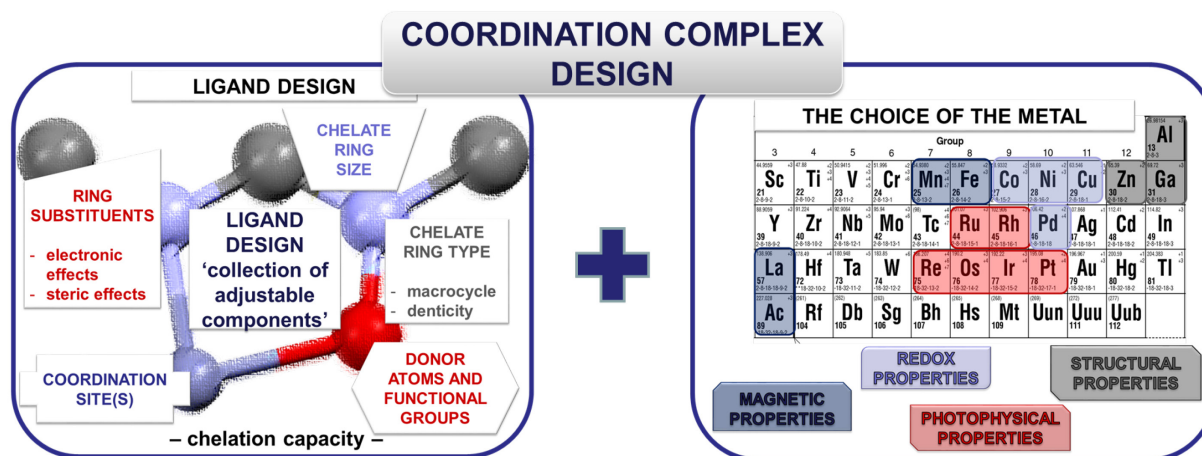 COORDINATION COMPLEX
DESIGN
LIGAND DESIGN
CHELATE
RING
SIZE
RING
SUBSTITUENTS
- electronic
effects
- steric effects
LIGAND
DESIGN
‘collection of
adjustable
components’
CHELATE
RING TYPE
- macrocycle
- denticity
COORDINATION
SITE(S)
DONOR
ATOMS AND
FUNCTIONAL
GROUPS
– chelation capacity –
THE CHOICE OF THE METAL
Group
3 4 5 6 7 8 9 10 11 12
Al
13
Sc Ti V Cr Mn Fe Co Ni Cu Zn Ga
21 22 23 24 25 26 27 28 29 30 31
Y Zr Nb Mo Tc Ru Rh Pd Ag Cd In
39 40 41 42 43 44 45 46 47 48 49
La Hf Ta W Re Os Ir Pt Au Hg Tl
57 72 73 74 75 76 77 78 79 80 81
Ac Rf Db Sg Bh Hs Mt Uun Uuu Uub
89 104 105 106 107 108 109 110 111 112
REDOX
PROPERTIES
STRUCTURAL
PROPERTIES
MAGNETIC
PROPERTIES
PHOTOPHYSICAL
PROPERTIES